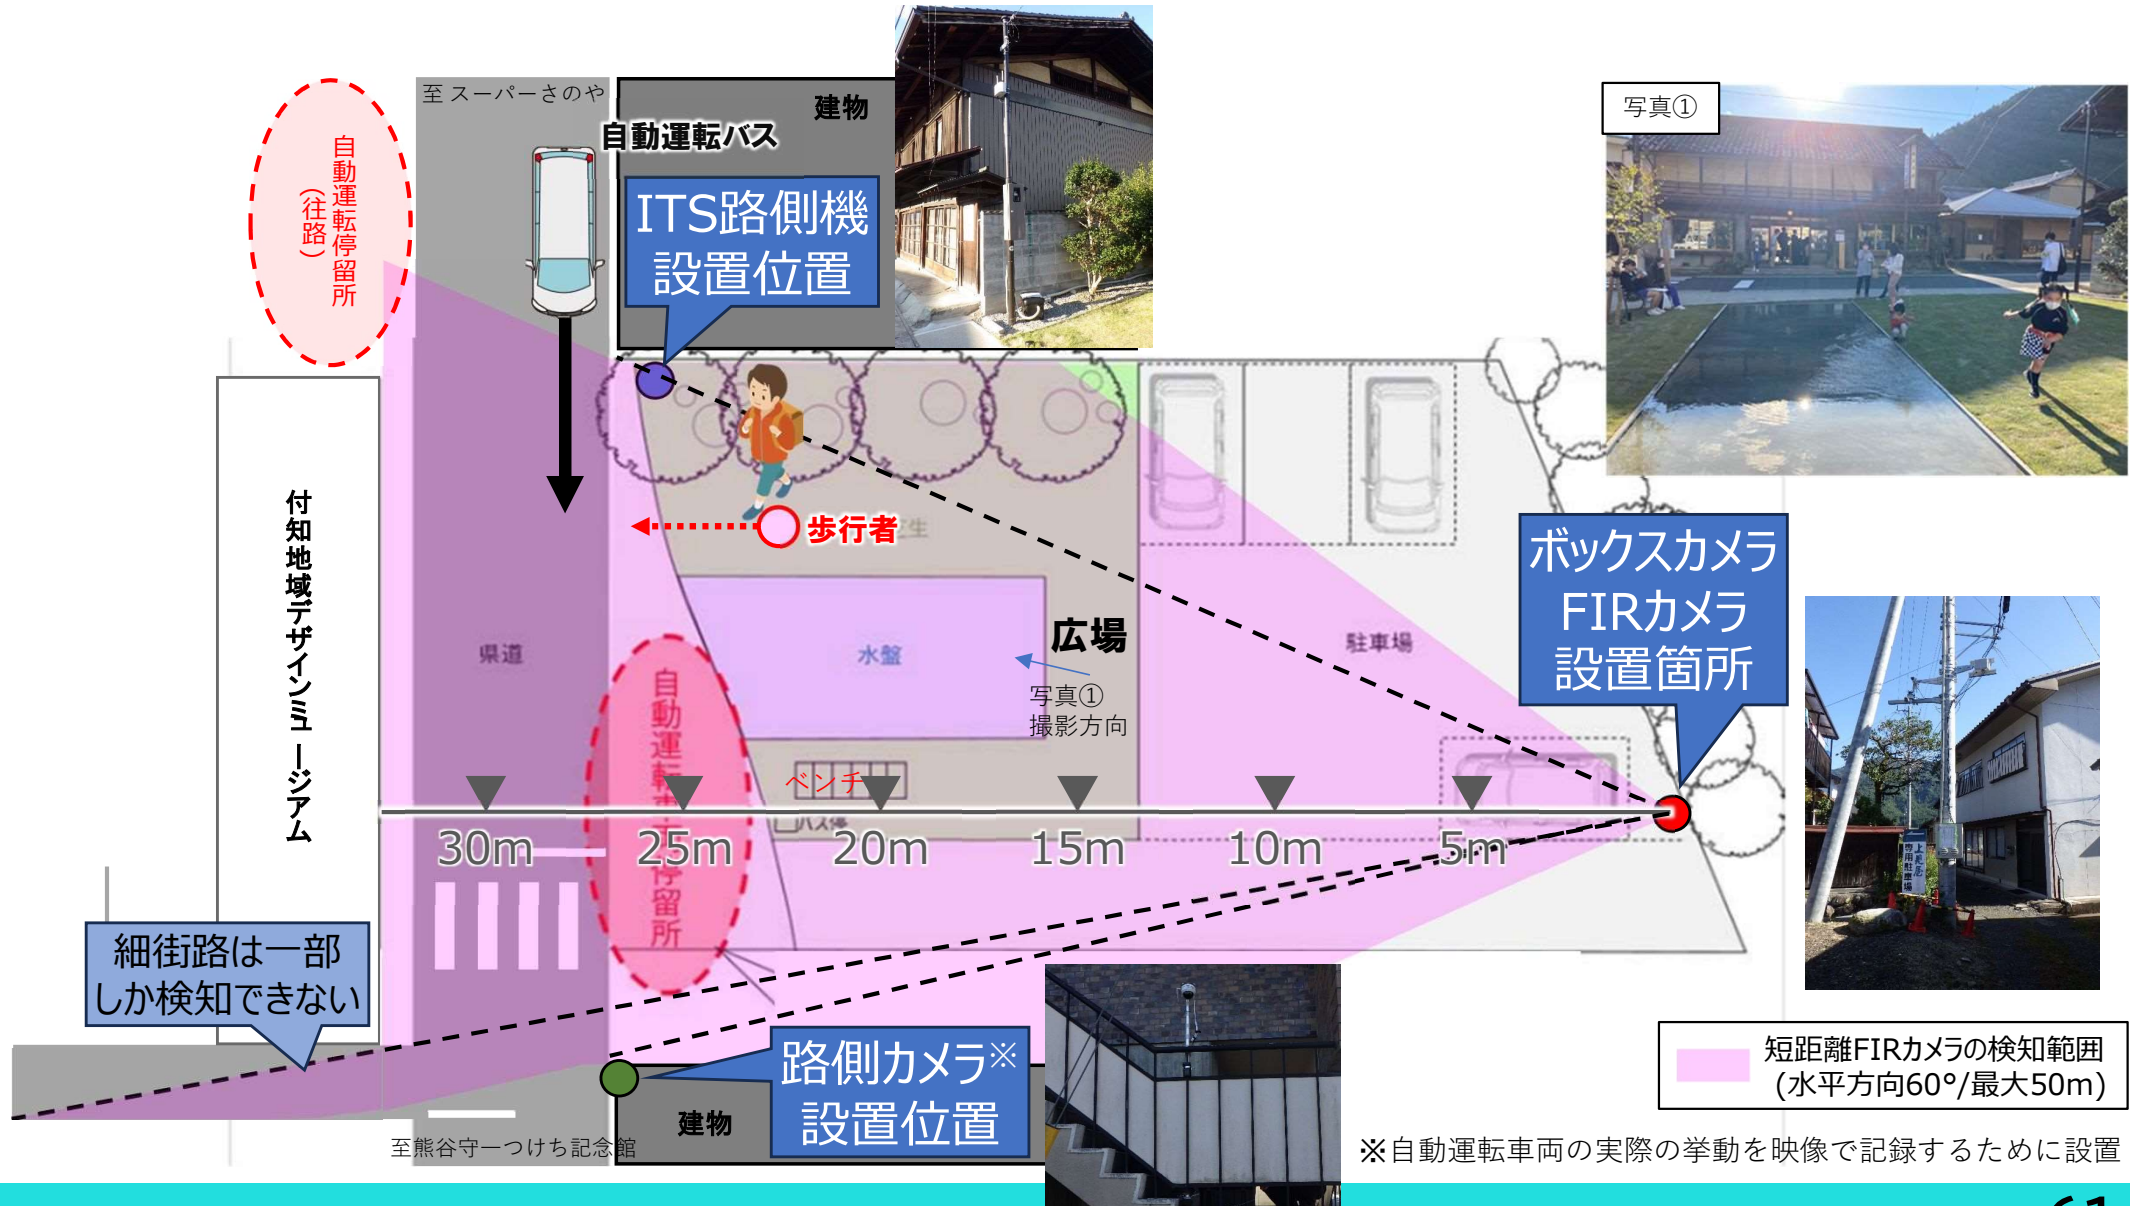 至 スーパーさのや
建物
自動運転バス
ITS路側機
設置位置
写真①
自動運転停留所
(往路)
歩行者
付知地域デザインミュージアム
県道
水盤
広場
写真①
撮影方向
駐車場
ボックスカメラ
FIRカメラ
設置箇所
自動運転車停留所
ベンチ
バス停
30m
25m
20m
15m
10m
5m
細街路は一部
しか検知できない
路側カメラ※
設置位置
建物
至熊谷守一つけち記念館
専用駐車場
短距離FIRカメラの検知範囲
(水平方向60°/最大50m)
※自動運転車両の実際の挙動を映像で記録するために設置